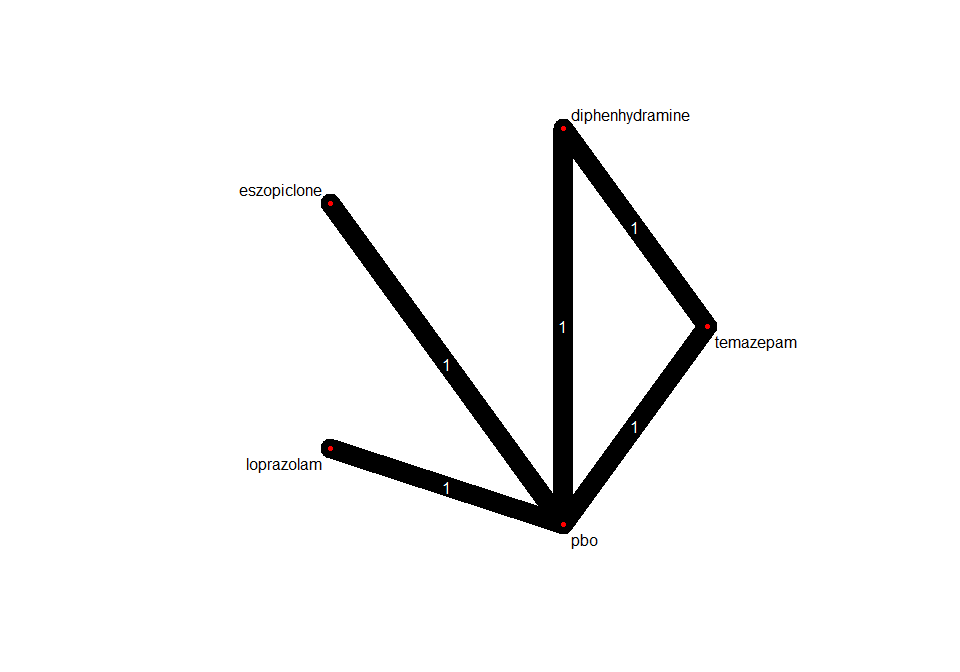 diphenhydramine
eszopiclone
1
1
temazepam
1
1
loprazolam
1
pbo